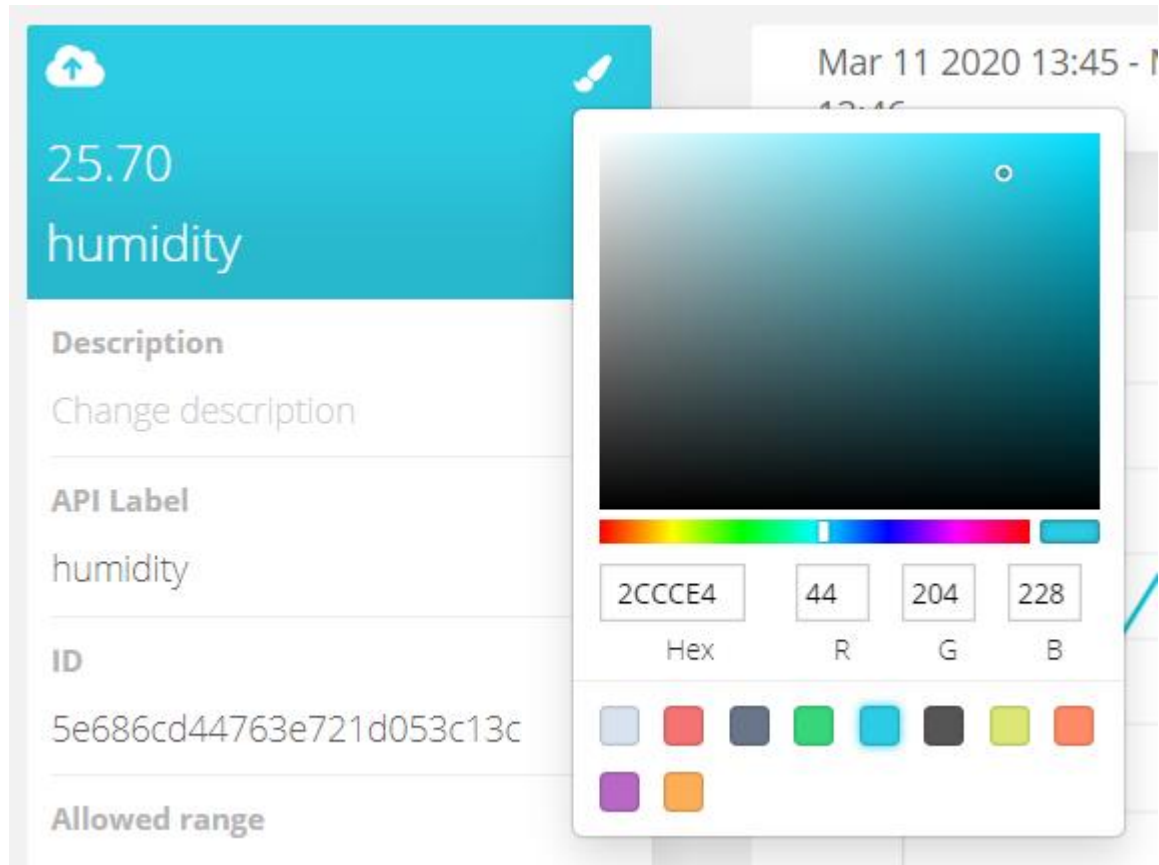 25.70
humidity
Description
Change description
API Label
humidity
ID
5e686cd44763e721d053c13c
Allowed range
Mar 11 2020 13:45 -
2CCCE4 44 204 228
Hex R G B